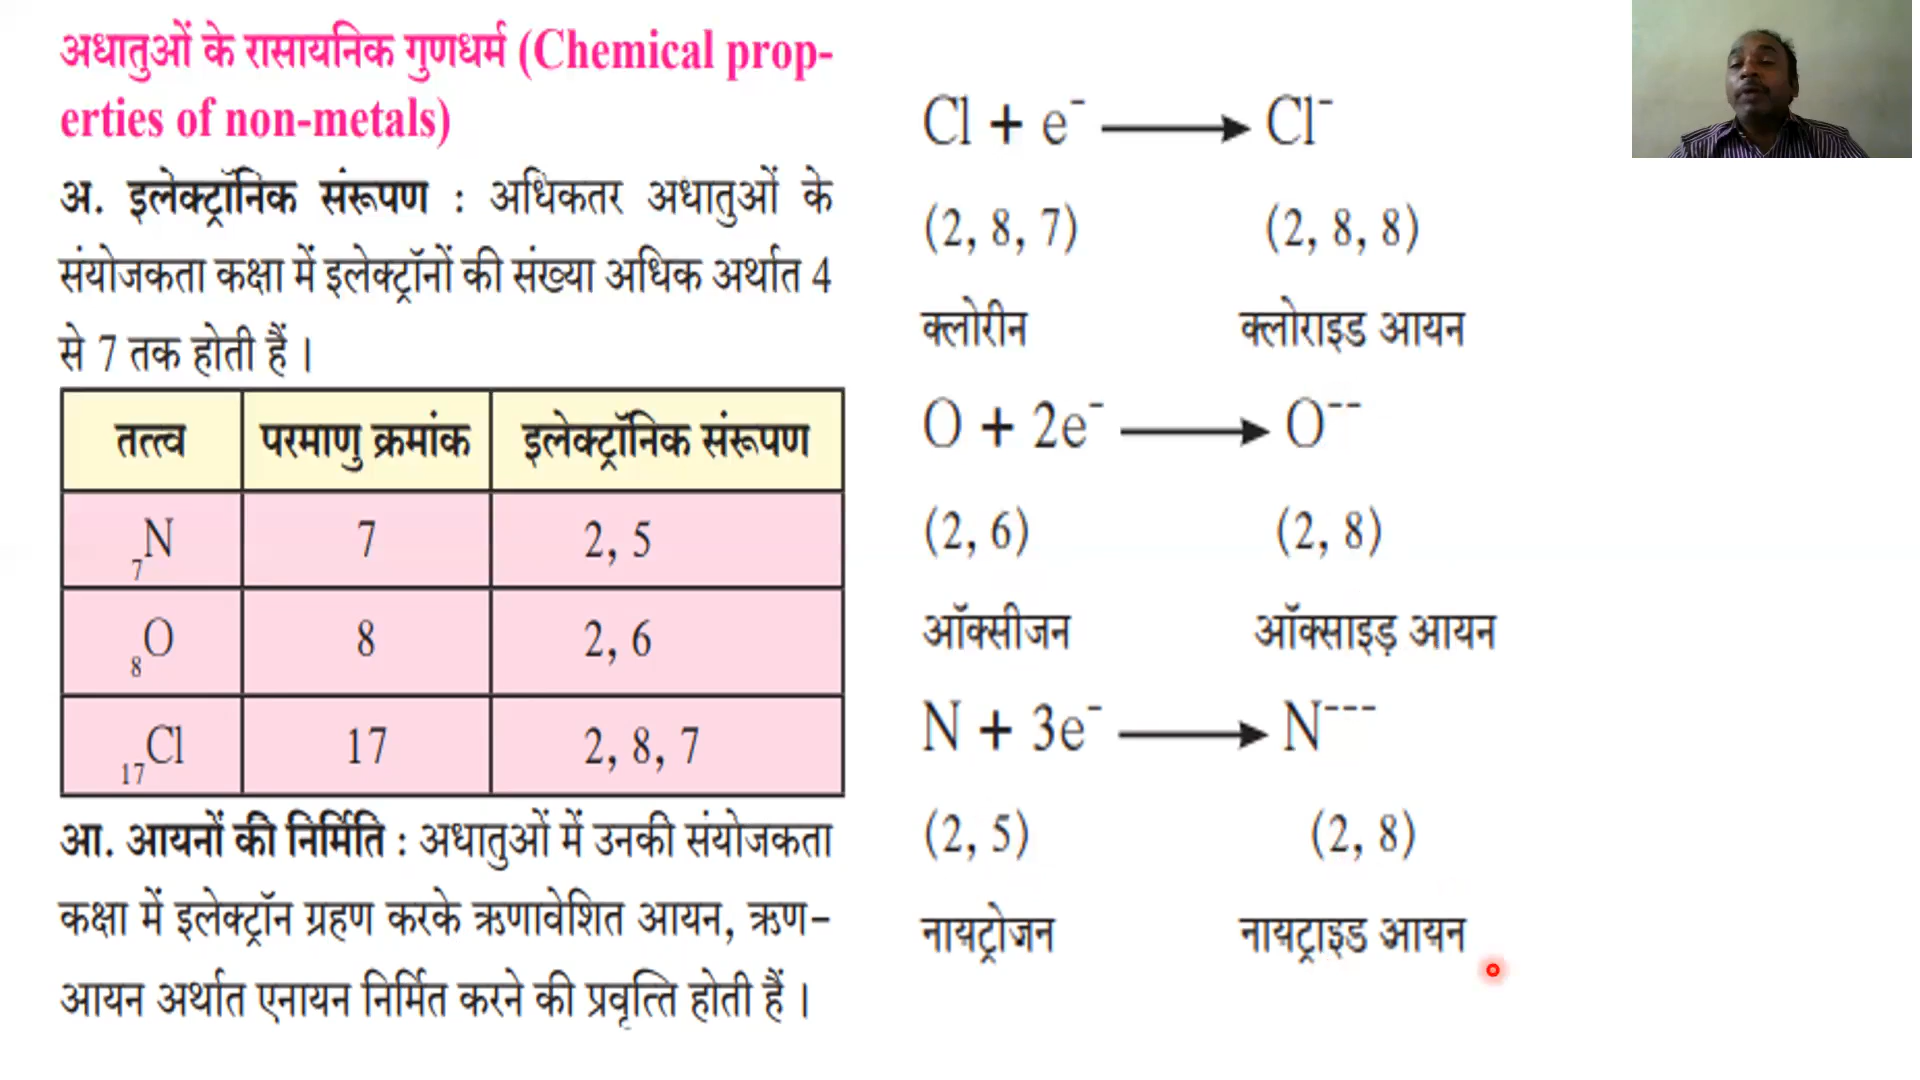 अधातुओं के रासायनिक गुणधर्म (Chemical prop-
erties of non-metals)
अ. इलेक्ट्रॉनिक संरूपण : अधिकतर अधातुओं के
संयोजकता कक्षा में इलेक्ट्रॉनों की संख्या अधिक अर्थात 4
से 7 तक होती हैं ।
तत्त्व परमाणु क्रमांक इलेक्ट्रॉनिक संरूपण
₇N 7 2, 5
₈O 8 2, 6
₁₇Cl 17 2, 8, 7
आ. आयनों की निर्मिति : अधातुओं में उनकी संयोजकता
कक्षा में इलेक्ट्रॉन ग्रहण करके ऋणावेशित आयन, ऋण-
आयन अर्थात एनायन निर्मित करने की प्रवृत्ति होती हैं ।
Cl + e⁻ ⟶ Cl⁻
(2, 8, 7) (2, 8, 8)
क्लोरीन क्लोराइड आयन
O + 2e⁻ ⟶ O⁻⁻
(2, 6) (2, 8)
ऑक्सीजन ऑक्साइड़ आयन
N + 3e⁻ ⟶ N⁻⁻⁻
(2, 5) (2, 8)
नायट्रोजन नायट्राइड आयन